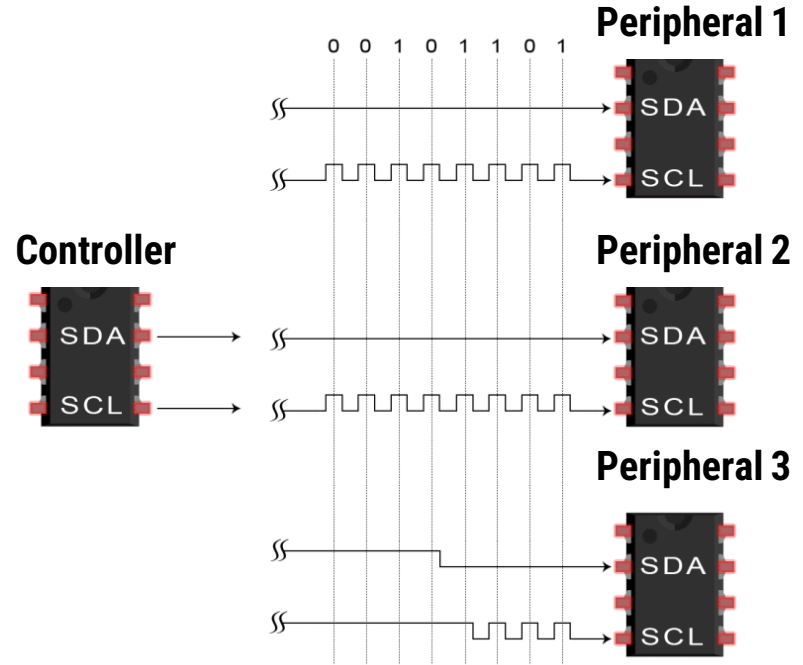 Peripheral 1
0 0 1 0 1 1 0 1
SDA
SCL
Controller
Peripheral 2
SDA
SDA
SCL
SCL
Peripheral 3
SDA
SCL